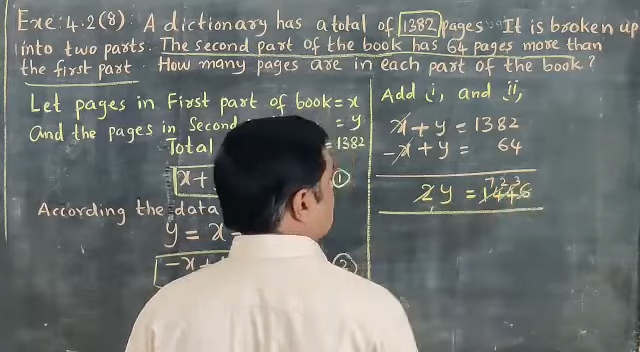 Exe: 4.2(8): A dictionary has a total of 1382 pages. It is broken up
into two parts. The second part of the book has 64 pages more than
the first part. How many pages are in each part of the book.?
Let pages in First part of book = x
And the pages in Second = y
Total = 1382
x + 1
According the data
y = x
-x + 2
Add i, and ii,
x + y = 1382
-x + y = 64
2y = 1446
723